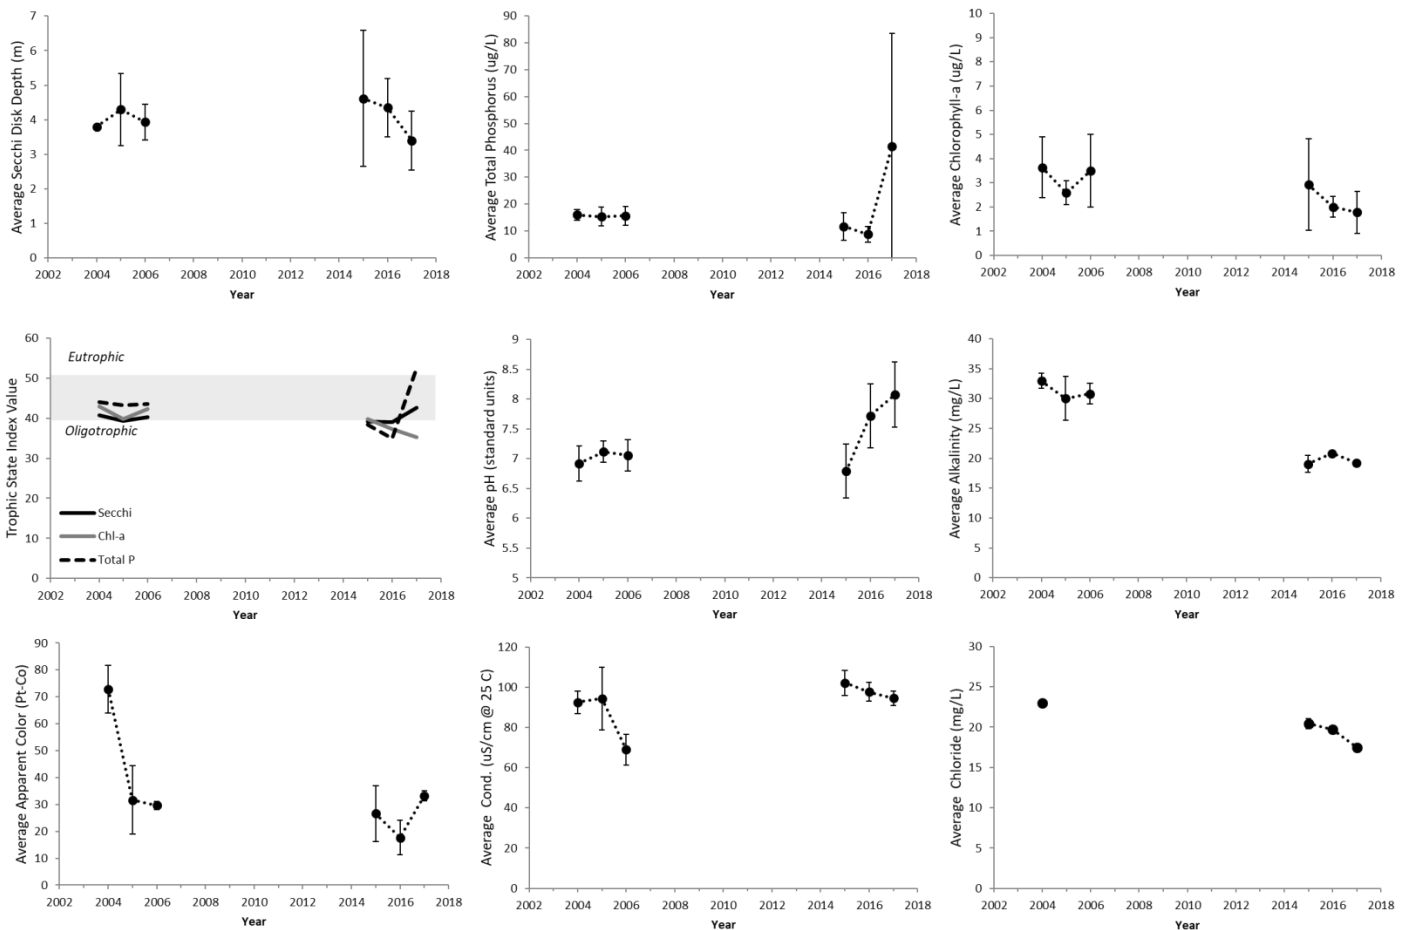 Average Secchi Disk Depth (m)
7
6
5
4
3
2
1
0
2002 2004 2006 2008 2010 2012 2014 2016 2018
Year
Average Total Phosphorus (ug/L)
90
80
70
60
50
40
30
20
10
0
2002 2004 2006 2008 2010 2012 2014 2016 2018
Year
Average Chlorophyll-a (ug/L)
10
9
8
7
6
5
4
3
2
1
0
2002 2004 2006 2008 2010 2012 2014 2016 2018
Year
Trophic State Index Value
60
50
40
30
20
10
0
Eutrophic
Oligotrophic
Secchi
Chl-a
Total P
2002 2004 2006 2008 2010 2012 2014 2016 2018
Year
Average pH (standard units)
9
8.5
8
7.5
7
6.5
6
5.5
5
2002 2004 2006 2008 2010 2012 2014 2016 2018
Year
Average Alkalinity (mg/L)
40
35
30
25
20
15
10
5
0
2002 2004 2006 2008 2010 2012 2014 2016 2018
Year
Average Apparent Color (Pt-Co)
90
80
70
60
50
40
30
20
10
0
2002 2004 2006 2008 2010 2012 2014 2016 2018
Year
Average Cond. (uS/cm @ 25 C)
120
100
80
60
40
20
0
2002 2004 2006 2008 2010 2012 2014 2016 2018
Year
Average Chloride (mg/L)
30
25
20
15
10
5
0
2002 2004 2006 2008 2010 2012 2014 2016 2018
Year